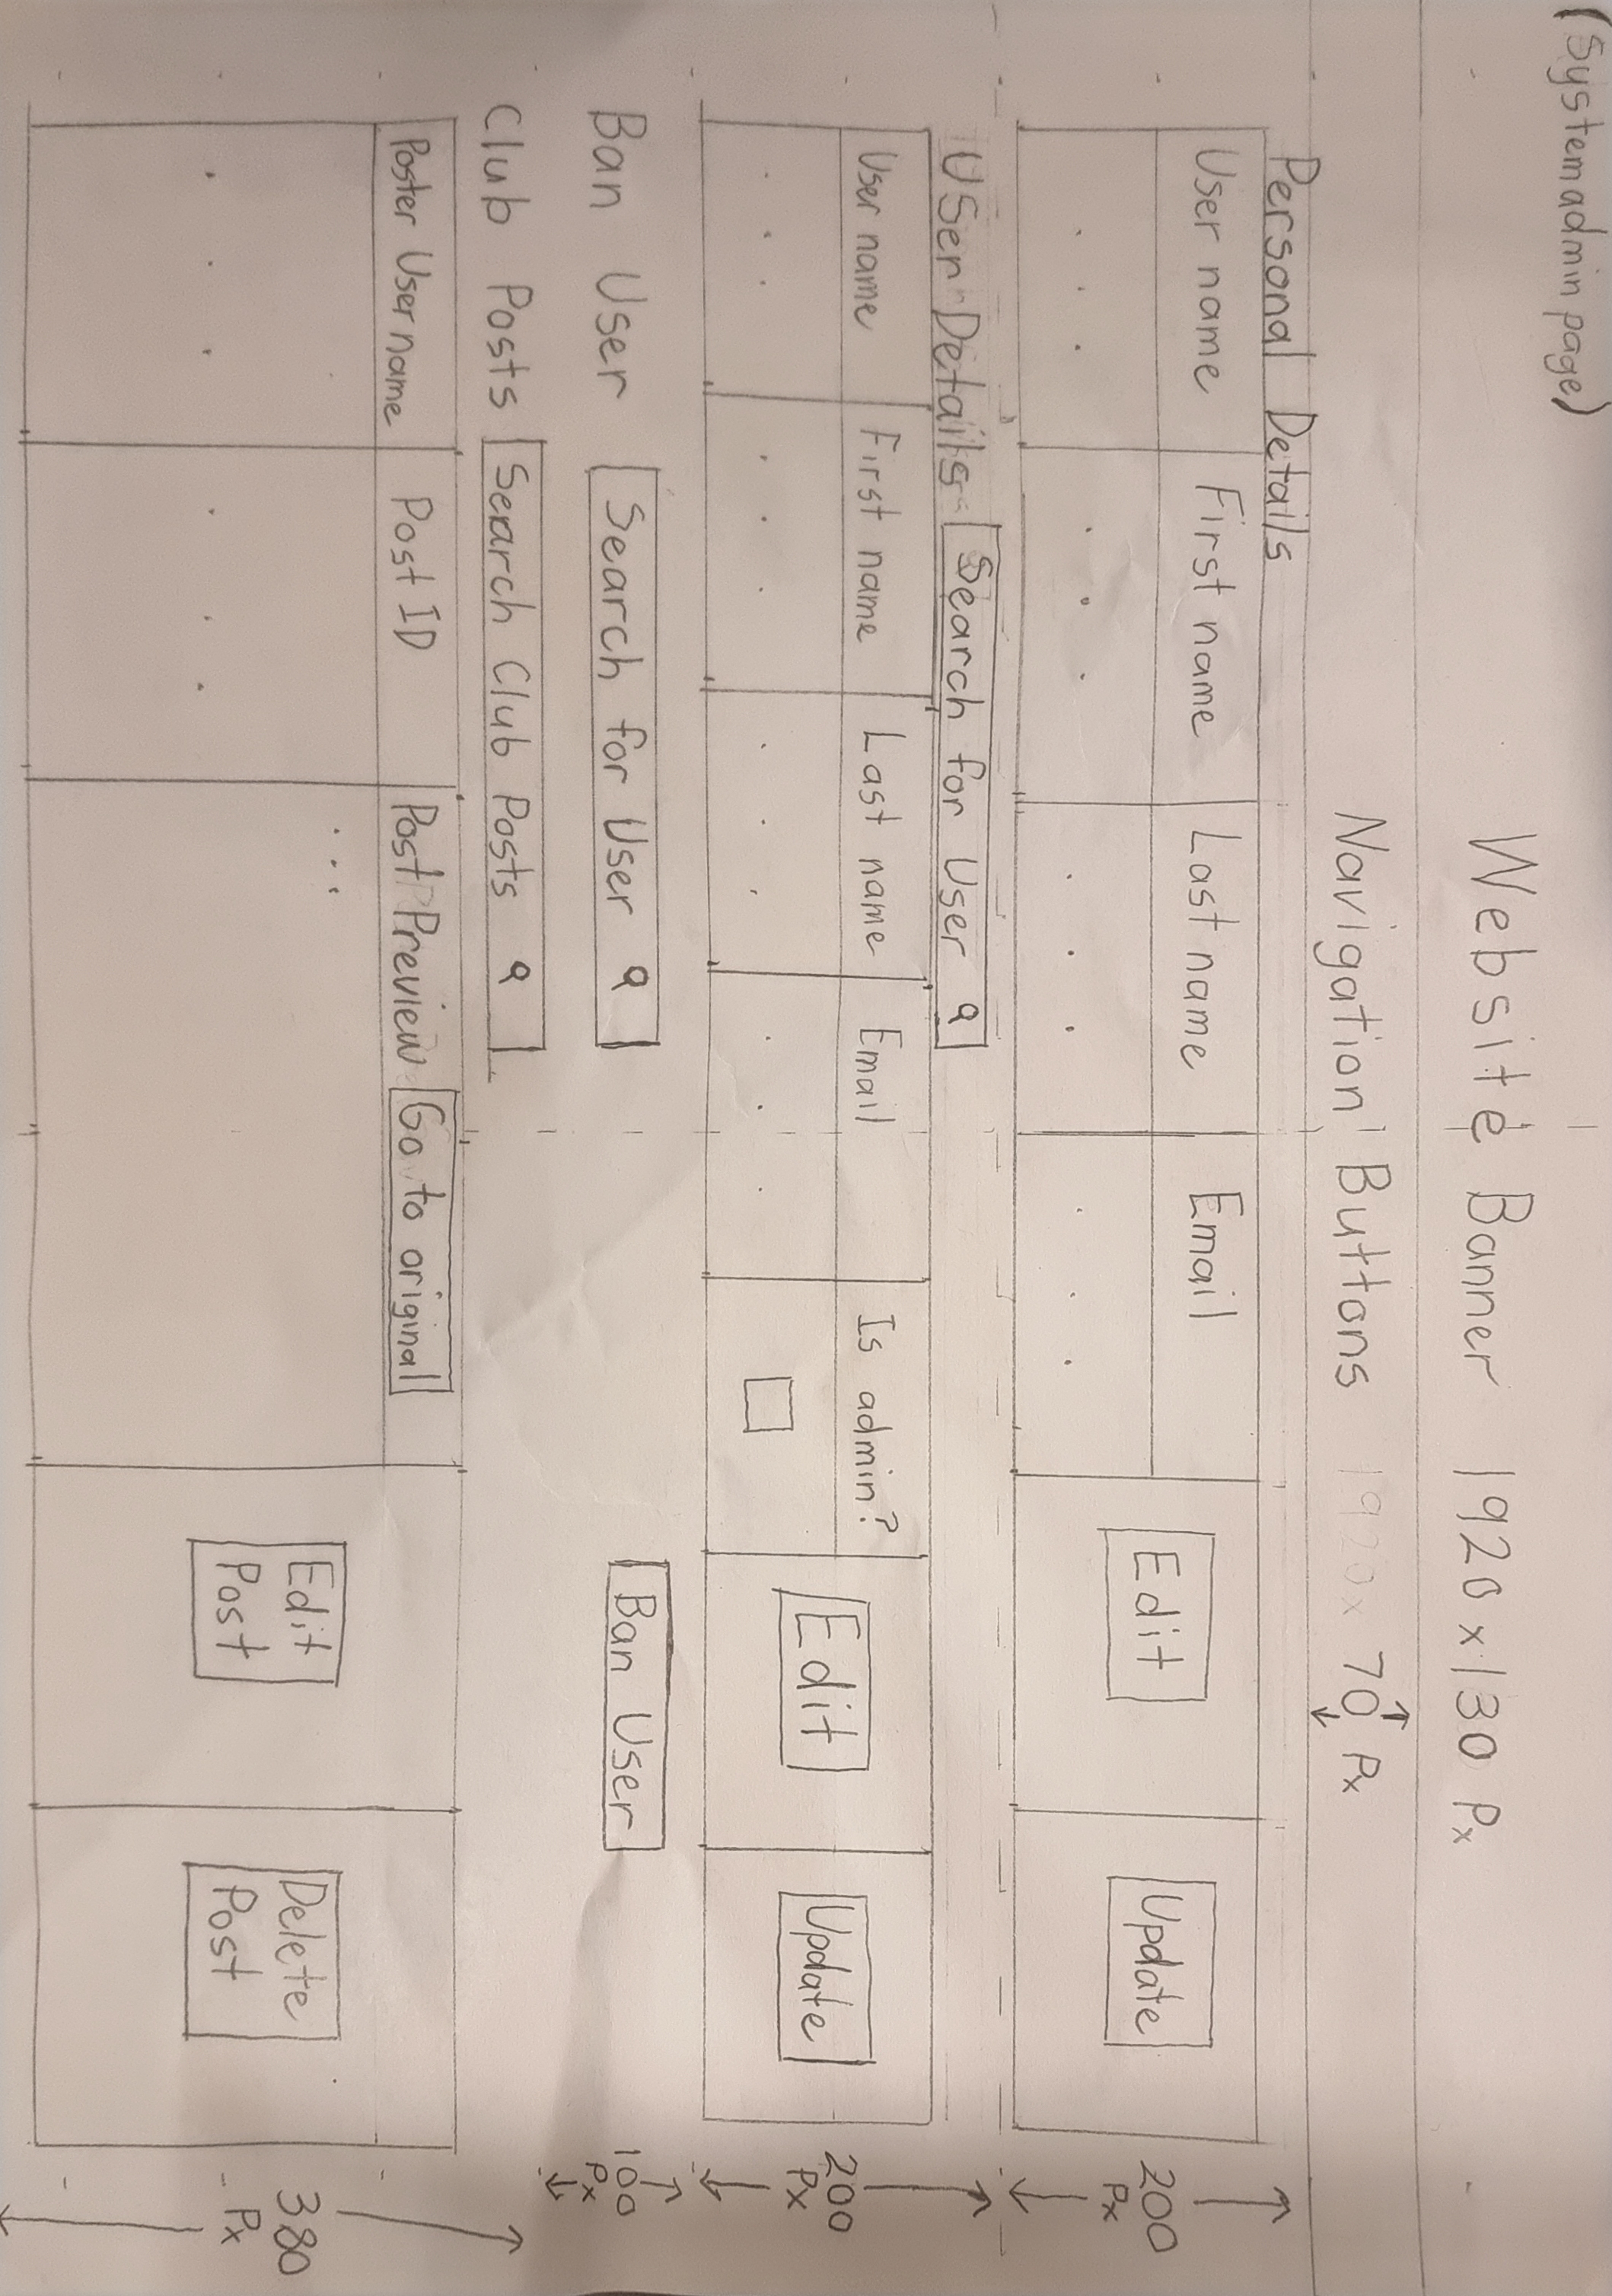 (System admin page)
Website Banner 1920 x 130 Px
Navigation Buttons 1920 x 70 Px
Personal Details
User name First name Last name Email Edit Update
. . . . . . . . . . . .
200 Px
User Details Search for User
User name First name Last name Email Is admin? Edit Update
. . . . . . . . . . . .
200 Px
Ban User Search for User Ban User
100 Px
Club Posts Search Club Posts
Poster User name Post ID Post Preview Go to original
. . . . . . . . .
Edit Post
Delete Post
380 Px